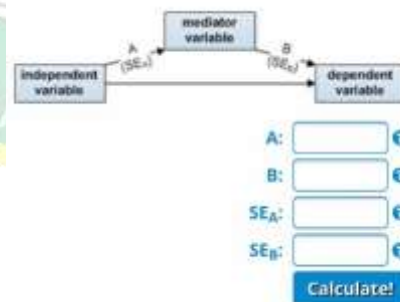 mediator
variable
A
(SEA)
B
(SEB)
independent
variable
dependent
variable
A:
B:
SEA:
SEB:
Calculate!